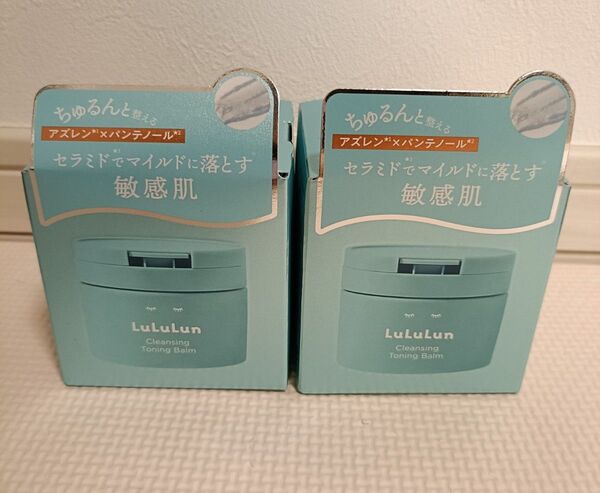 ちゅるんと整える
アズレン*1×パンテノール*2
セラミド*3でマイルドに落とす
敏感肌
LuLuLun
Cleansing
Toning Balm
ちゅるんと整える
アズレン*1×パンテノール*2
セラミド*3でマイルドに落とす
敏感肌
LuLuLun
Cleansing
Toning Balm